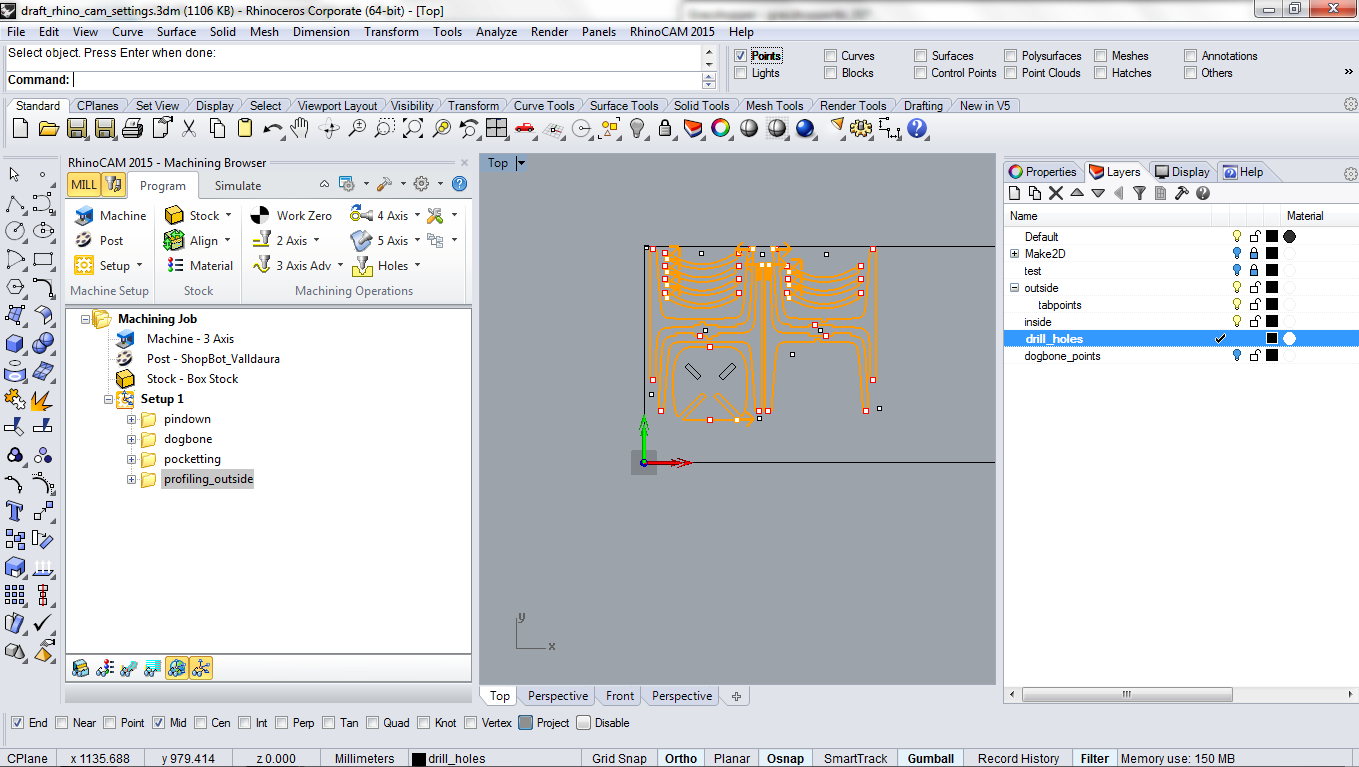 draft_rhino_cam_settings.3dm (1106 KB) - Rhinoceros Corporate (64-bit) - [Top]
File Edit View Curve Surface Solid Mesh Dimension Transform Tools Analyze Render Panels RhinoCAM 2015 Help
Select object. Press Enter when done:
Command:
Points Curves Surfaces Polysurfaces Meshes Annotations
Lights Blocks Control Points Point Clouds Hatches Others
Standard CPlanes Set View Display Select Viewport Layout Visibility Transform Curve Tools Surface Tools Solid Tools Mesh Tools Render Tools Drafting New in V5
RhinoCAM 2015 - Machining Browser
MILL Program Simulate
Machine Stock Work Zero 4 Axis
Post Align 2 Axis 5 Axis
Setup Material 3 Axis Adv Holes
Machine Setup Stock Machining Operations
Machining Job
Machine - 3 Axis
Post - ShopBot_Valldaura
Stock - Box Stock
Setup 1
pindown
dogbone
pocketting
profiling_outside
Top
y
x
Top Perspective Front Perspective
Properties Layers Display Help
Name Material
Default
Make2D
test
outside
tabpoints
inside
drill_holes
dogbone_points
End Near Point Mid Cen Int Perp Tan Quad Knot Vertex Project Disable
CPlane x 1135.688 y 979.414 z 0.000 Millimeters drill_holes Grid Snap Ortho Planar Osnap SmartTrack Gumball Record History Filter Memory use: 150 MB